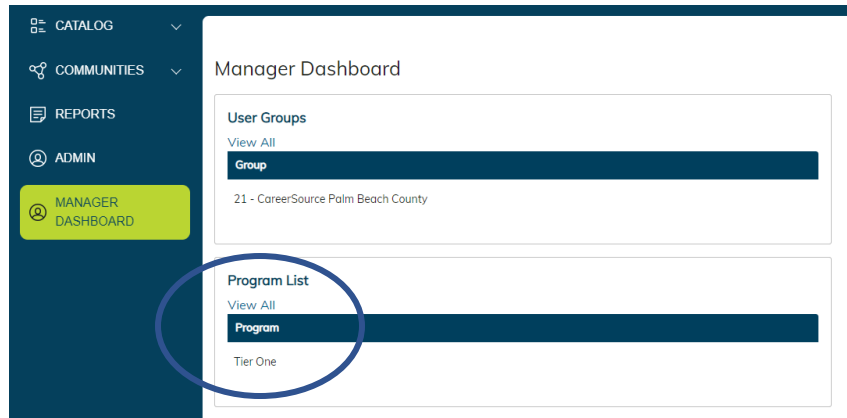 CATALOG
COMMUNITIES
REPORTS
ADMIN
MANAGER
DASHBOARD
Manager Dashboard
User Groups
View All
Group
21 - CareerSource Palm Beach County
Program List
View All
Program
Tier One